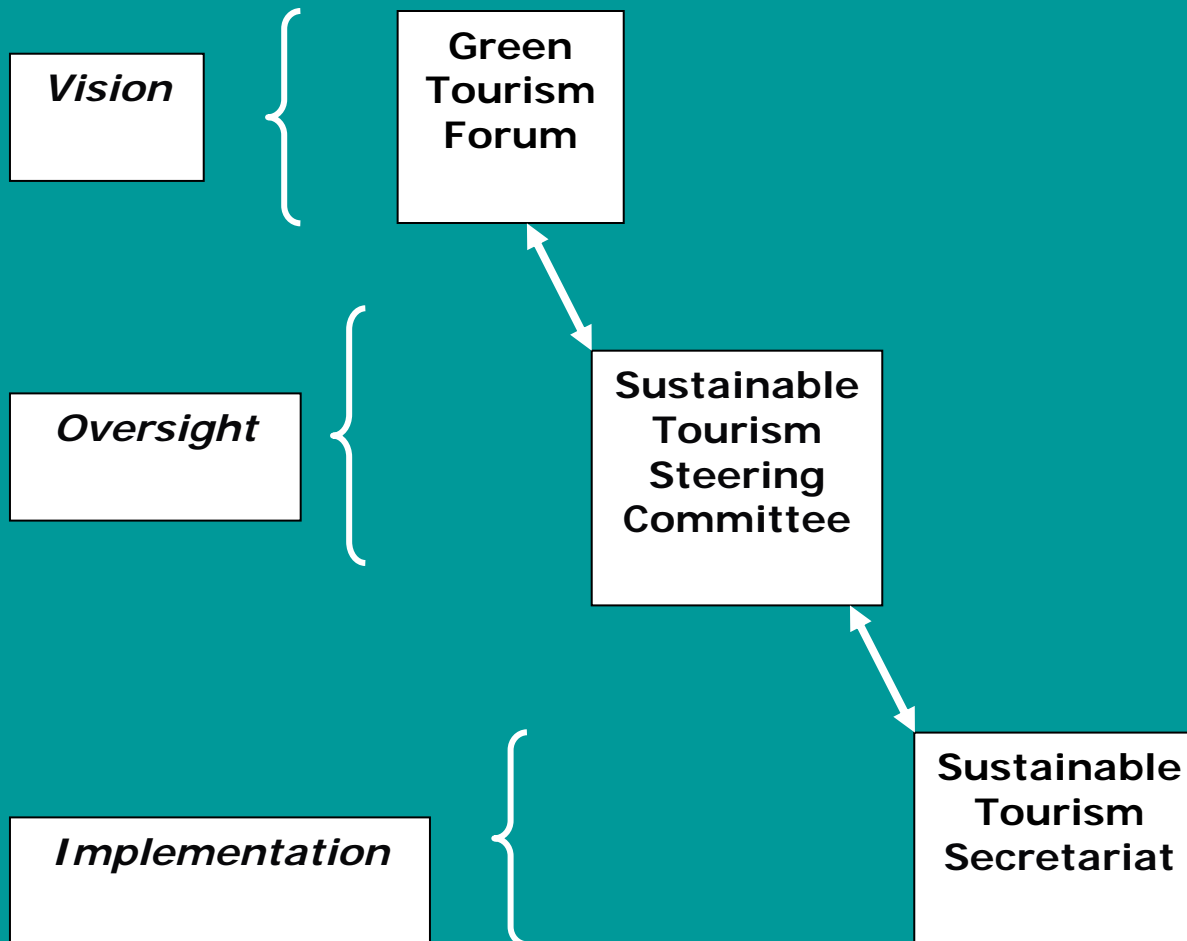 Vision
Green
Tourism
Forum
Oversight
Sustainable
Tourism
Steering
Committee
Implementation
Sustainable
Tourism
Secretariat